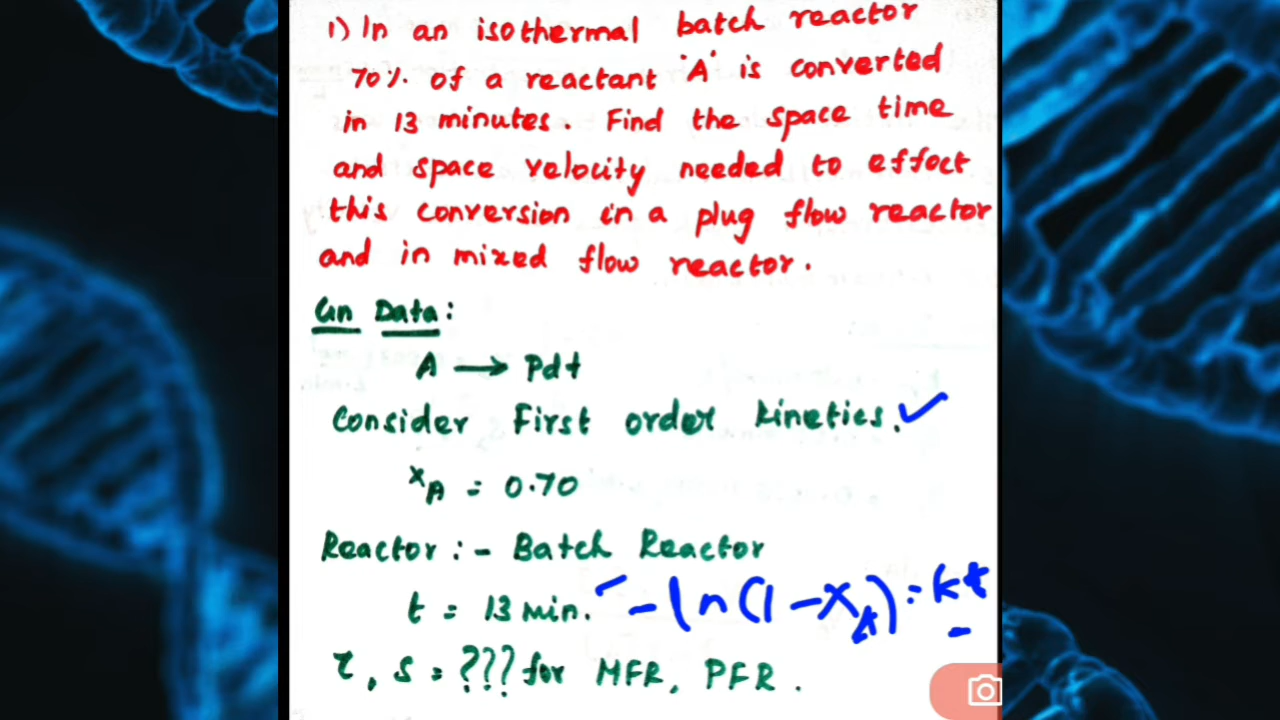 1) In an isothermal batch reactor
70%. of a reactant 'A' is converted
in 13 minutes. Find the space time
and space velocity needed to effect
this conversion in a plug flow reactor
and in mixed flow reactor.
Gn Data:
A → Pdt
Consider First order kinetics. ✓
xA = 0.70
Reactor :- Batch Reactor
t = 13 min. - ln(1-XA) = kt
τ, s = ??? for MFR, PFR.